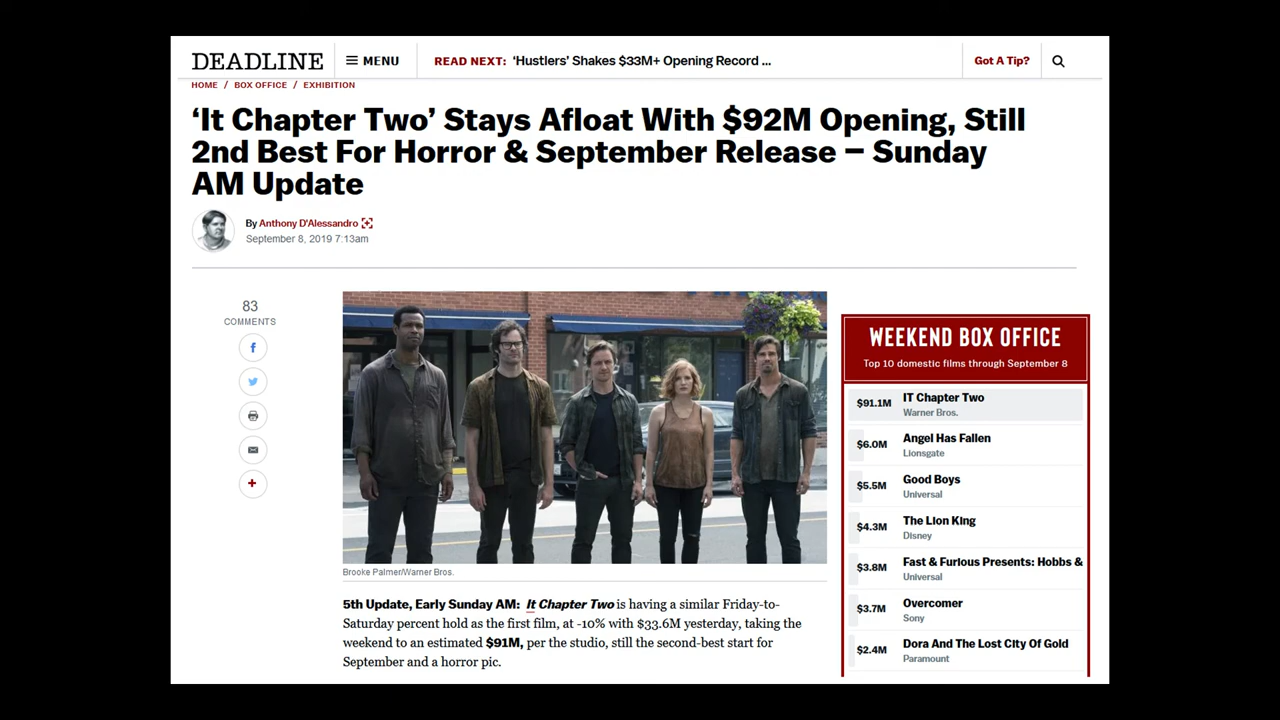 DEADLINE
MENU
READ NEXT: ‘Hustlers’ Shakes $33M+ Opening Record ...
Got A Tip?
HOME / BOX OFFICE / EXHIBITION
‘It Chapter Two’ Stays Afloat With $92M Opening, Still
2nd Best For Horror & September Release – Sunday
AM Update
By Anthony D'Alessandro
September 8, 2019 7:13am
83
COMMENTS
Brooke Palmer/Warner Bros.
5th Update, Early Sunday AM: It Chapter Two is having a similar Friday-to-
Saturday percent hold as the first film, at -10% with $33.6M yesterday, taking the
weekend to an estimated $91M, per the studio, still the second-best start for
September and a horror pic.
WEEKEND BOX OFFICE
Top 10 domestic films through September 8
$91.1M IT Chapter Two
Warner Bros.
$6.0M Angel Has Fallen
Lionsgate
$5.5M Good Boys
Universal
$4.3M The Lion King
Disney
$3.8M Fast & Furious Presents: Hobbs &
Universal
$3.7M Overcomer
Sony
$2.4M Dora And The Lost City Of Gold
Paramount